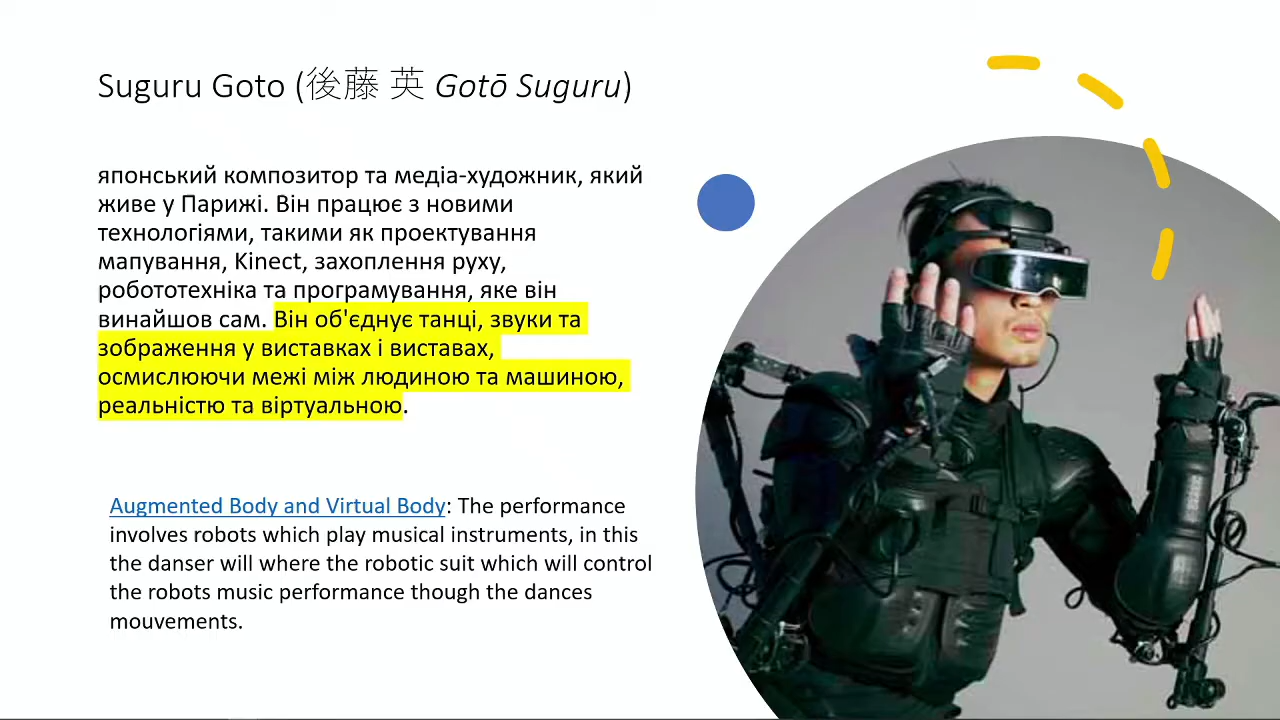 Suguru Goto (後藤 英 Gotō Suguru)
японський композитор та медіа-художник, який
живе у Парижі. Він працює з новими
технологіями, такими як проектування
мапування, Kinect, захоплення руху,
робототехніка та програмування, яке він
винайшов сам. Він об'єднує танці, звуки та
зображення у виставках і виставах,
осмислюючи межі між людиною та машиною,
реальністю та віртуальною.
Augmented Body and Virtual Body: The performance
involves robots which play musical instruments, in this
the danser will where the robotic suit which will control
the robots music performance though the dances
mouvements.